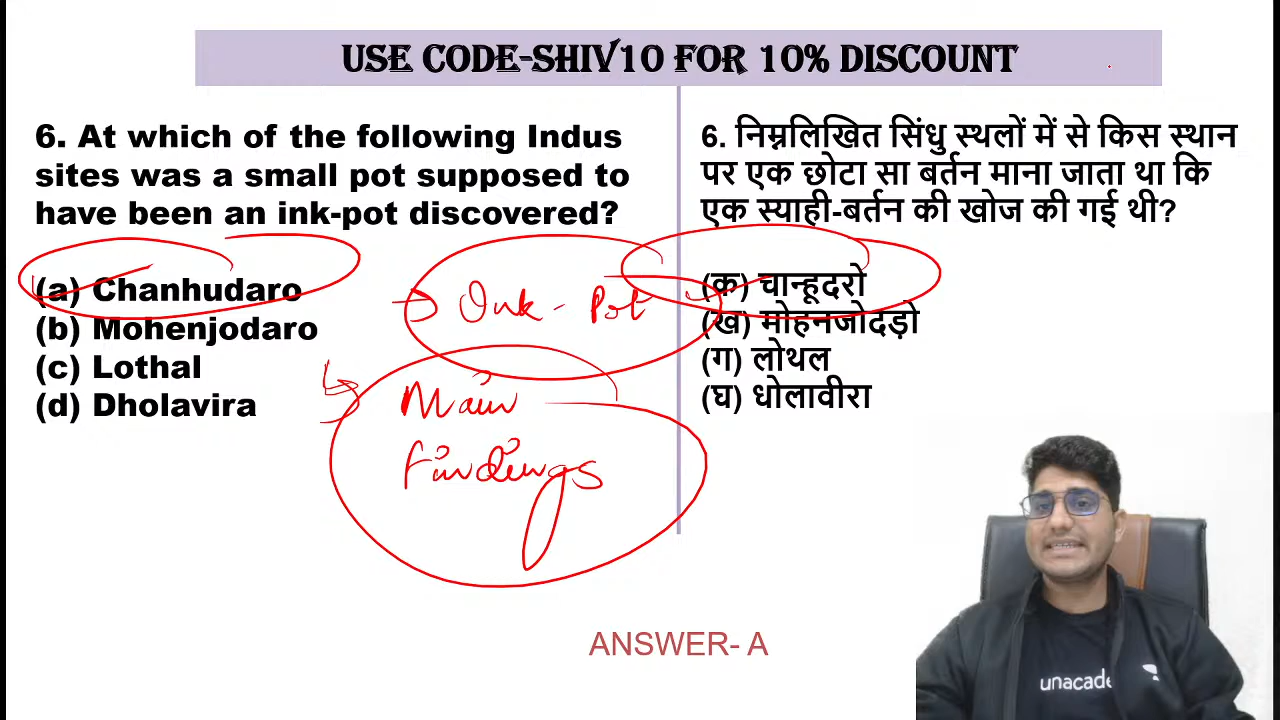 USE CODE-SHIV10 FOR 10% DISCOUNT
6. At which of the following Indus
sites was a small pot supposed to
have been an ink-pot discovered?
(a) Chanhudaro
(b) Mohenjodaro
(c) Lothal
(d) Dholavira
Ink - Pot
Main
findings
6. निम्नलिखित सिंधु स्थलों में से किस स्थान
पर एक छोटा सा बर्तन माना जाता था कि
एक स्याही-बर्तन की खोज की गई थी?
(क) चान्हूदरो
(ख) मोहनजोदड़ो
(ग) लोथल
(घ) धोलावीरा
ANSWER- A